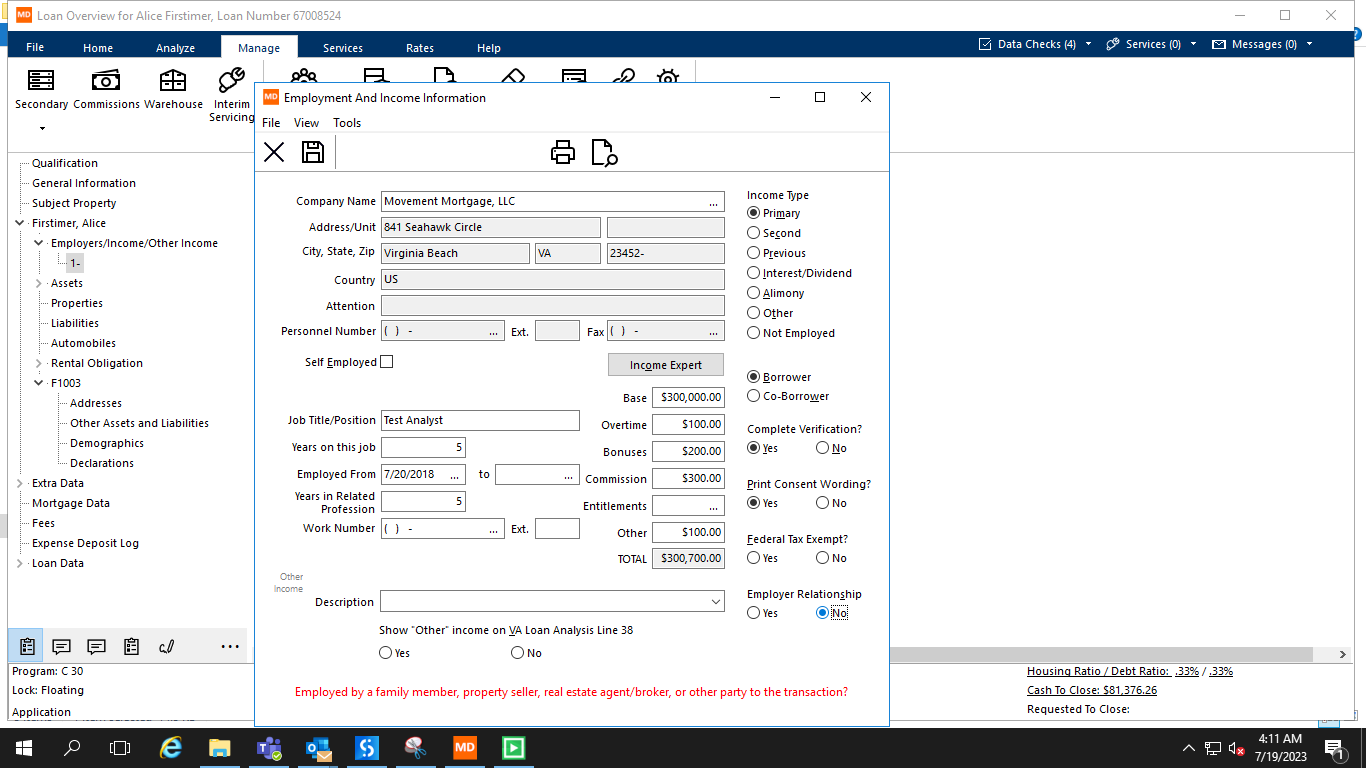 MD Loan Overview for Alice Firstimer, Loan Number 67008524
File Home Analyze Manage Services Rates Help
Data Checks (4) Services (0) Messages (0)
Secondary Commissions Warehouse Interim Servicing
Qualification
General Information
Subject Property
Firstimer, Alice
Employers/Income/Other Income
1-
Assets
Properties
Liabilities
Automobiles
Rental Obligation
F1003
Addresses
Other Assets and Liabilities
Demographics
Declarations
Extra Data
Mortgage Data
Fees
Expense Deposit Log
Loan Data
...
Program: C 30
Lock: Floating
Application
MD Employment And Income Information
File View Tools
Company Name Movement Mortgage, LLC ...
Address/Unit 841 Seahawk Circle
City, State, Zip Virginia Beach VA 23452-
Country US
Attention
Personnel Number ( ) - ... Ext. Fax ( ) - ...
Self Employed
Income Expert
Base $300,000.00
Job Title/Position Test Analyst
Overtime $100.00
Years on this job 5
Bonuses $200.00
Employed From 7/20/2018 ... to ...
Commission $300.00
Years in Related Profession 5
Entitlements ...
Work Number ( ) - ... Ext.
Other $100.00
TOTAL $300,700.00
Other
Income
Description
Show "Other" income on VA Loan Analysis Line 38
Yes No
Income Type
Primary
Second
Previous
Interest/Dividend
Alimony
Other
Not Employed
Borrower
Co-Borrower
Complete Verification?
Yes No
Print Consent Wording?
Yes No
Federal Tax Exempt?
Yes No
Employer Relationship
Yes No
Employed by a family member, property seller, real estate agent/broker, or other party to the transaction?
Housing Ratio / Debt Ratio: .33% / .33%
Cash To Close: $81,376.26
Requested To Close:
MD
4:11 AM
7/19/2023
1